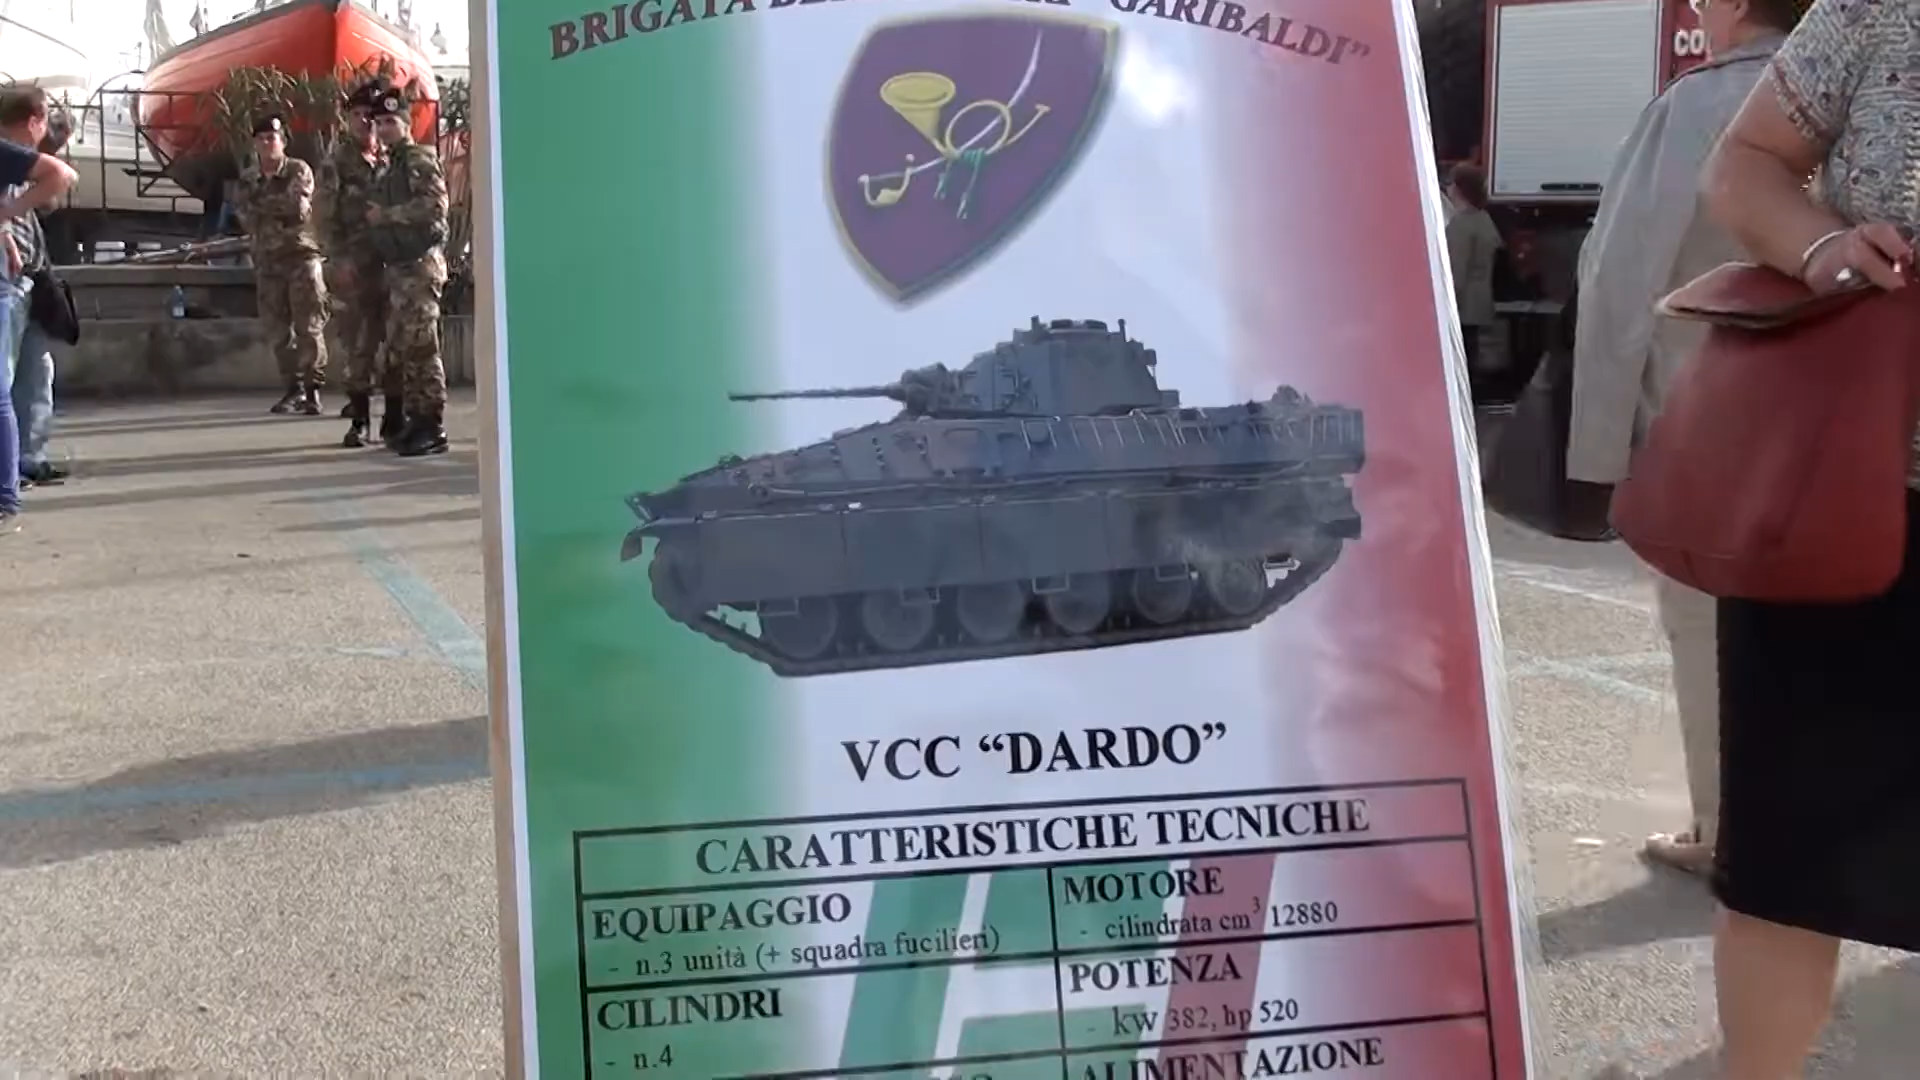 BRIGATA "GARIBALDI"
CO
VCC “DARDO”
CARATTERISTICHE TECNICHE
EQUIPAGGIO
- n.3 unità (+ squadra fucilieri)
MOTORE
- cilindrata cm³ 12880
CILINDRI
- n.4
POTENZA
- kw 382, hp 520
ALIMENTAZIONE